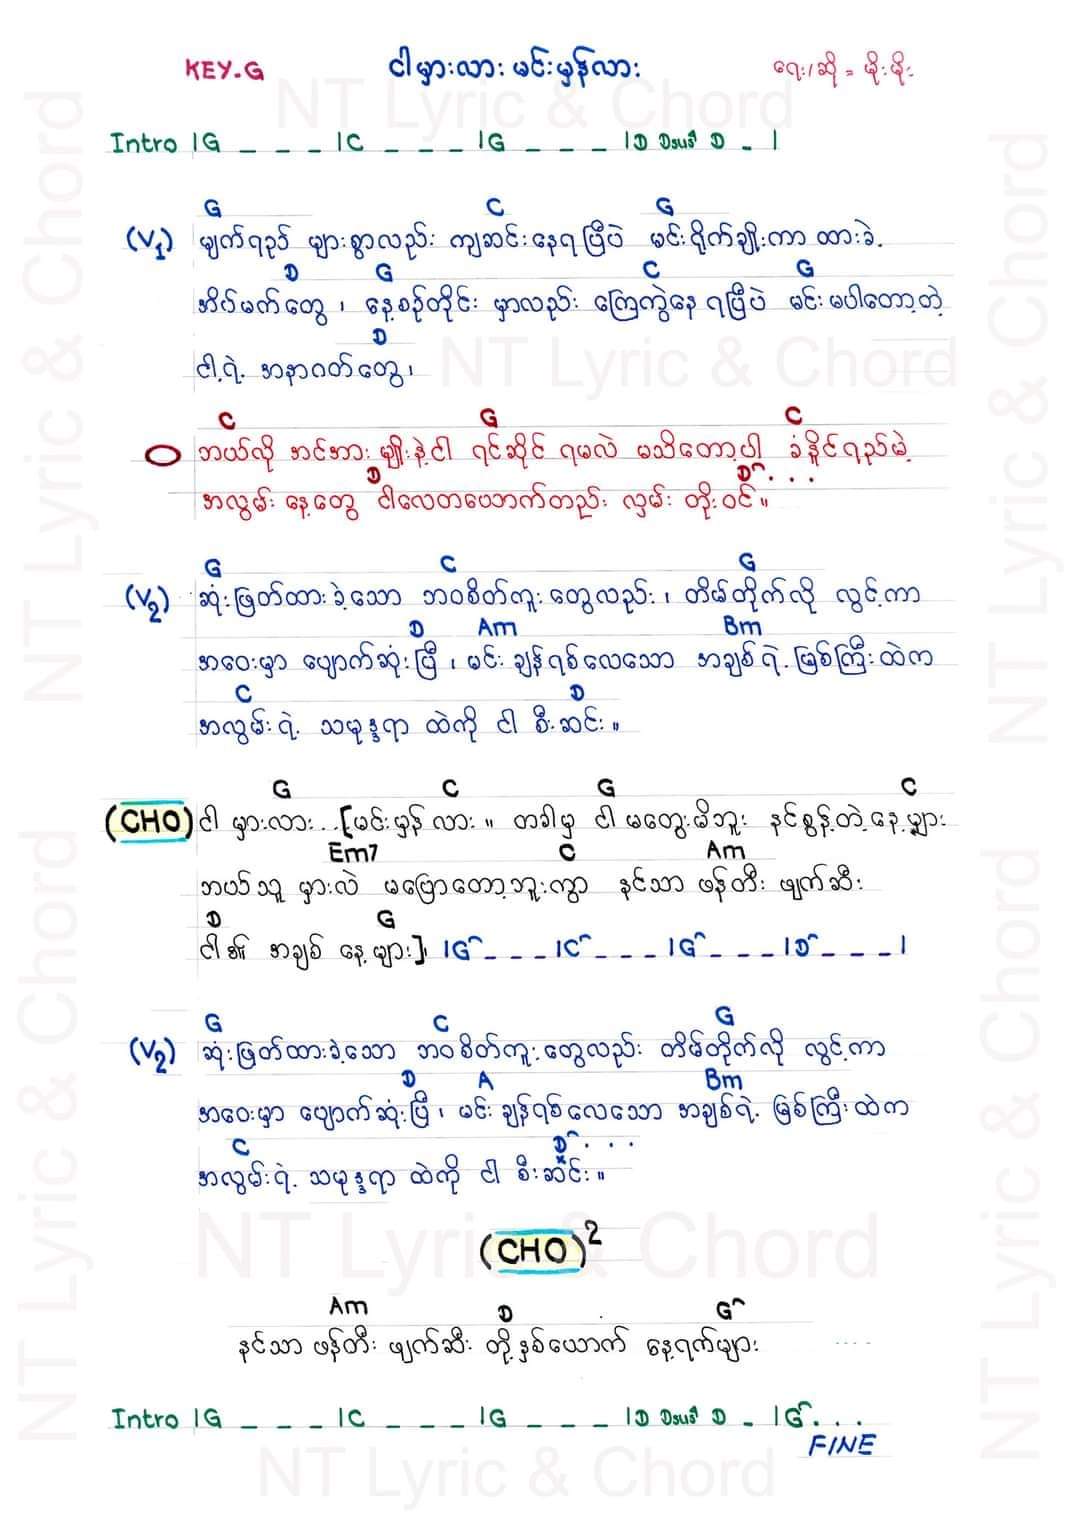 KEY.G ငါမှားလား မင်းမှန်လား ရေး/ဆို = မိုးမိုး
Intro |G _ _ _ |C _ _ _ |G _ _ _ |D Dsus4 D _ |
G C G
(V1) မျက်ရည်ဝဲ များစွာလည်း ကျဆင်းနေရပြီပဲ မင်းရိုက်ချိုးကာ ထားခဲ့
D G C G
အိပ်မက်တွေ ၊ နေ့စဉ်တိုင်း မှာလည်း ကြေကွဲနေ ရပြီပဲ မင်းမပါတော့တဲ့
D
ငါ့ရဲ့ အနာဂတ်တွေ ၊
C G C
ဘယ်လို အင်အားမျိုးနဲ့ငါ ရင်ဆိုင် ရမလဲ မသိတော့ပါ ခံနိုင်ရည်မဲ့
D D^ . . .
အလွမ်းနေ့တွေ ငါလေတယောက်တည်း လွမ်း တိုးဝင် ။
G C G
(V2) ဆုံးဖြတ်ထားခဲ့သော ဘဝစိတ်ကူးတွေလည်း ၊ တိမ်တိုက်လို လွင့်ကာ
D Am Bm
အဝေးမှာ ပျောက်ဆုံးပြီ ၊ မင်းချန်ရစ်လေသော အချစ်ရဲ့ မြစ်ကြီးထဲက
C D
အလွမ်းရဲ့ သမုဒ္ဒရာ ထဲကို ငါ စီးဆင်း ။
G C G C
(CHO) ငါ မှားလား...[မင်းမှန် လား ။ တခါမှ ငါ မတွေးမိဘူး နင်စွန့်တဲ့နေ့များ
Em7 C Am
ဘယ်သူ မှားလဲ မပြောတော့ဘူးကွာ နင်သာ ဖန်တီး ဖျက်ဆီး
D G
ငါ၏ အချစ် နေ့များ]၊ |G^ _ _ _ |C^ _ _ _ |G^ _ _ _ |D^ _ _ _ |
G C G
(V2) ဆုံးဖြတ်ထားခဲ့သော ဘဝစိတ်ကူးတွေလည်း တိမ်တိုက်လို လွင့်ကာ
D A Bm
အဝေးမှာ ပျောက်ဆုံးပြီ ၊ မင်းချန်ရစ်လေသော အချစ်ရဲ့ မြစ်ကြီးထဲက
C D^ . . .
အလွမ်းရဲ့ သမုဒ္ဒရာ ထဲကို ငါ စီးဆင်း ။
(CHO)2
Am D G^
နင်သာ ဖန်တီး ဖျက်ဆီး တို့နှစ်ယောက် နေ့ရက်များ ....
Intro |G _ _ _ |C _ _ _ |G _ _ _ |D Dsus4 D _ |G^ . . .
FINE
NT Lyric & Chord